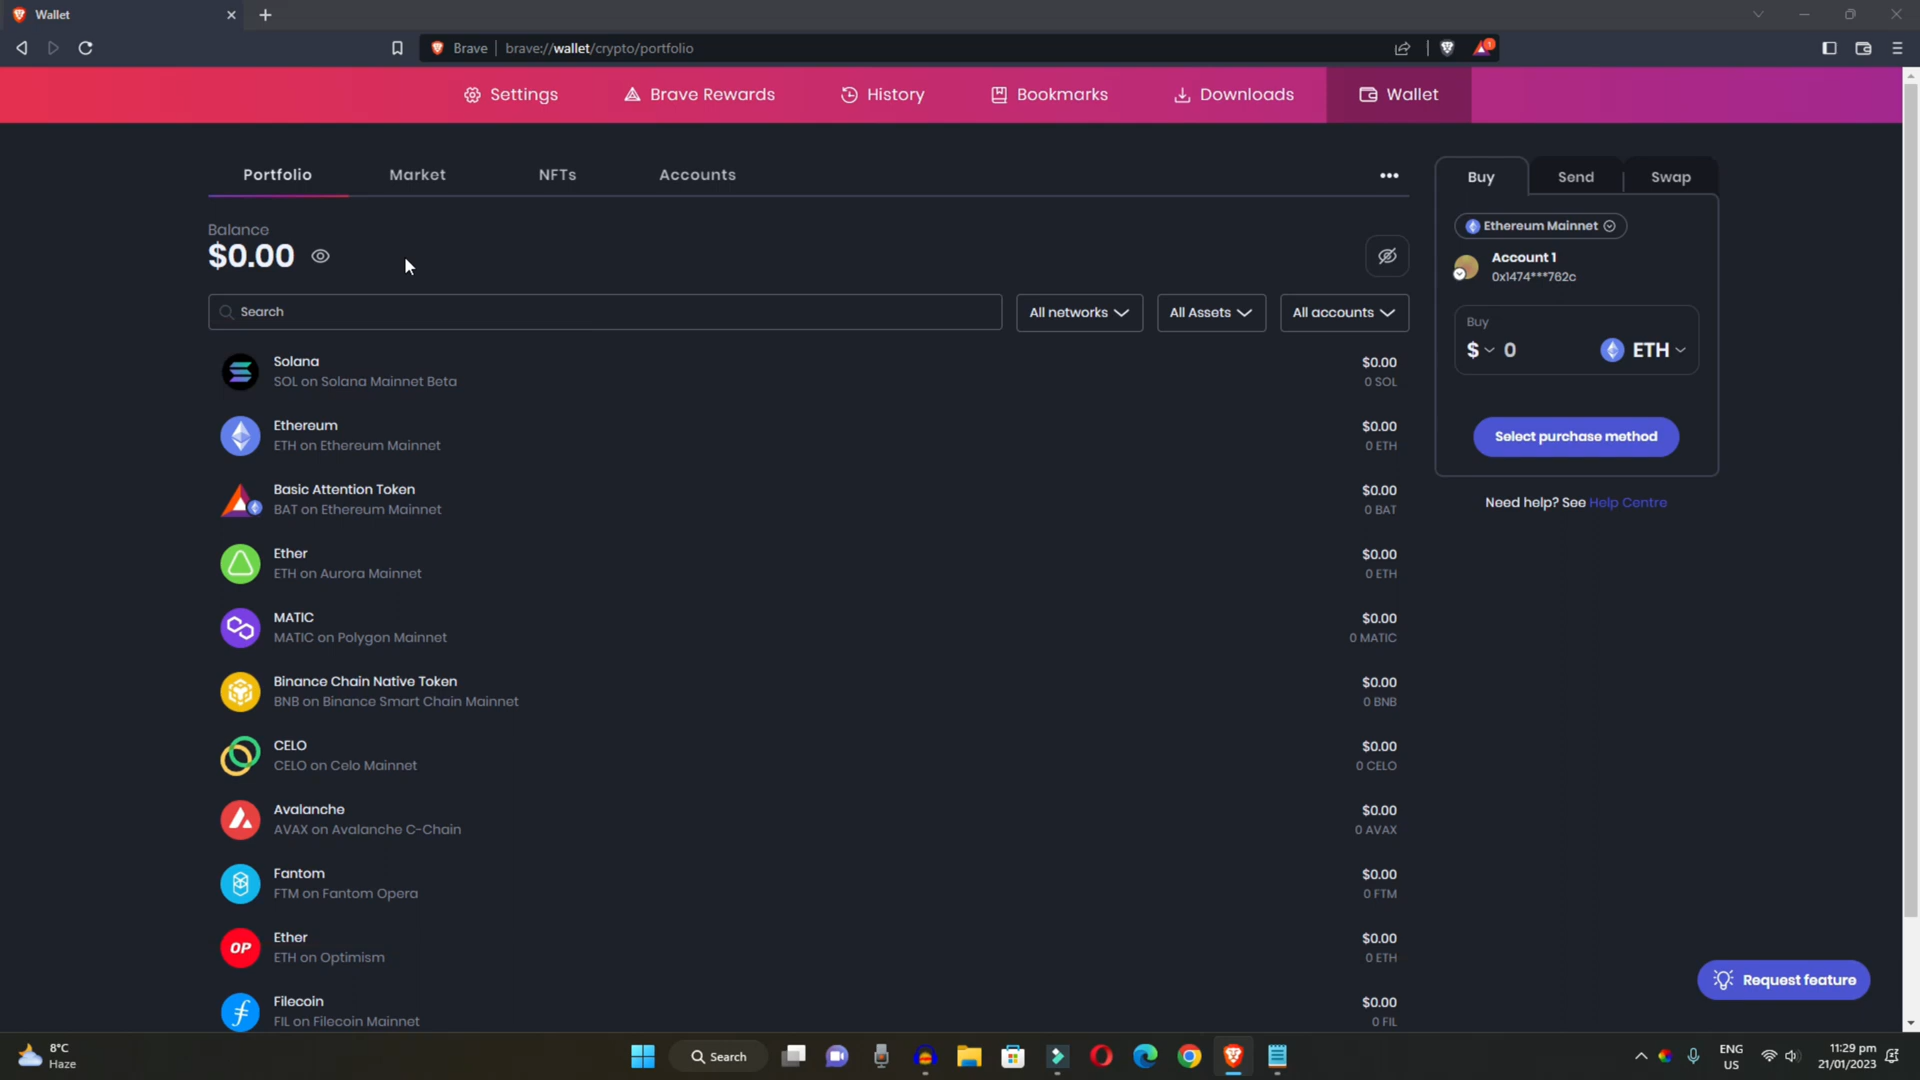 Wallet
Brave
brave://wallet/crypto/portfolio
1
Settings
Brave Rewards
History
Bookmarks
Downloads
Wallet
Portfolio
Market
NFTs
Accounts
Balance
$0.00
Search
All networks
All Assets
All accounts
Solana
SOL on Solana Mainnet Beta
$0.00
0 SOL
Ethereum
ETH on Ethereum Mainnet
$0.00
0 ETH
Basic Attention Token
BAT on Ethereum Mainnet
$0.00
0 BAT
Ether
ETH on Aurora Mainnet
$0.00
0 ETH
MATIC
MATIC on Polygon Mainnet
$0.00
0 MATIC
Binance Chain Native Token
BNB on Binance Smart Chain Mainnet
$0.00
0 BNB
CELO
CELO on Celo Mainnet
$0.00
0 CELO
Avalanche
AVAX on Avalanche C-Chain
$0.00
0 AVAX
Fantom
FTM on Fantom Opera
$0.00
0 FTM
OP
Ether
ETH on Optimism
$0.00
0 ETH
Filecoin
FIL on Filecoin Mainnet
$0.00
0 FIL
Buy
Send
Swap
Ethereum Mainnet
Account 1
0x1474***762c
Buy
$ 0
ETH
Select purchase method
Need help? See Help Centre
Request feature
8°C
Haze
Search
ENG
US
11:29 pm
21/01/2023